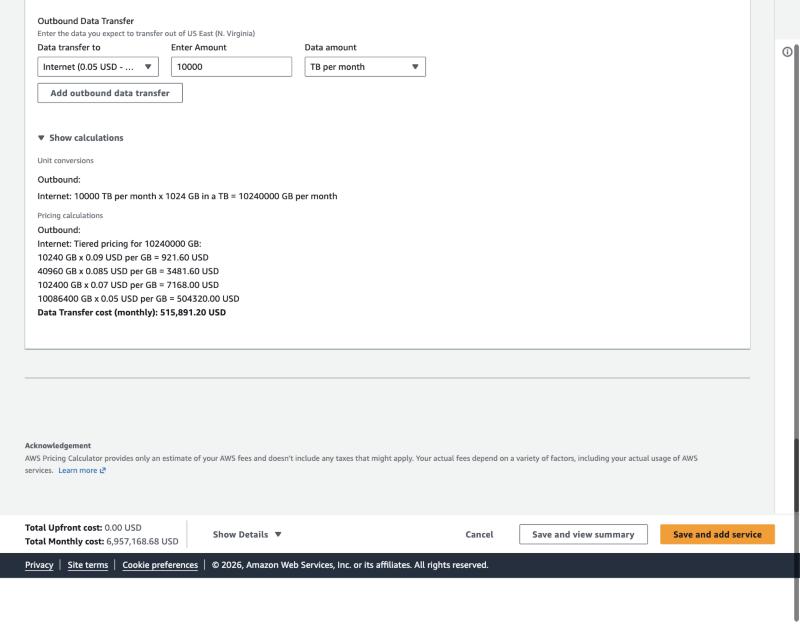 Outbound Data Transfer
Enter the data you expect to transfer out of US East (N. Virginia)
Data transfer to Enter Amount Data amount
Internet (0.05 USD - ... 10000 TB per month
Add outbound data transfer
Show calculations
Unit conversions
Outbound:
Internet: 10000 TB per month x 1024 GB in a TB = 10240000 GB per month
Pricing calculations
Outbound:
Internet: Tiered pricing for 10240000 GB:
10240 GB x 0.09 USD per GB = 921.60 USD
40960 GB x 0.085 USD per GB = 3481.60 USD
102400 GB x 0.07 USD per GB = 7168.00 USD
10086400 GB x 0.05 USD per GB = 504320.00 USD
Data Transfer cost (monthly): 515,891.20 USD
Acknowledgement
AWS Pricing Calculator provides only an estimate of your AWS fees and doesn't include any taxes that might apply. Your actual fees depend on a variety of factors, including your actual usage of AWS
services. Learn more
Total Upfront cost: 0.00 USD
Total Monthly cost: 6,957,168.68 USD
Show Details
Cancel
Save and view summary
Save and add service
Privacy | Site terms | Cookie preferences | © 2026, Amazon Web Services, Inc. or its affiliates. All rights reserved.